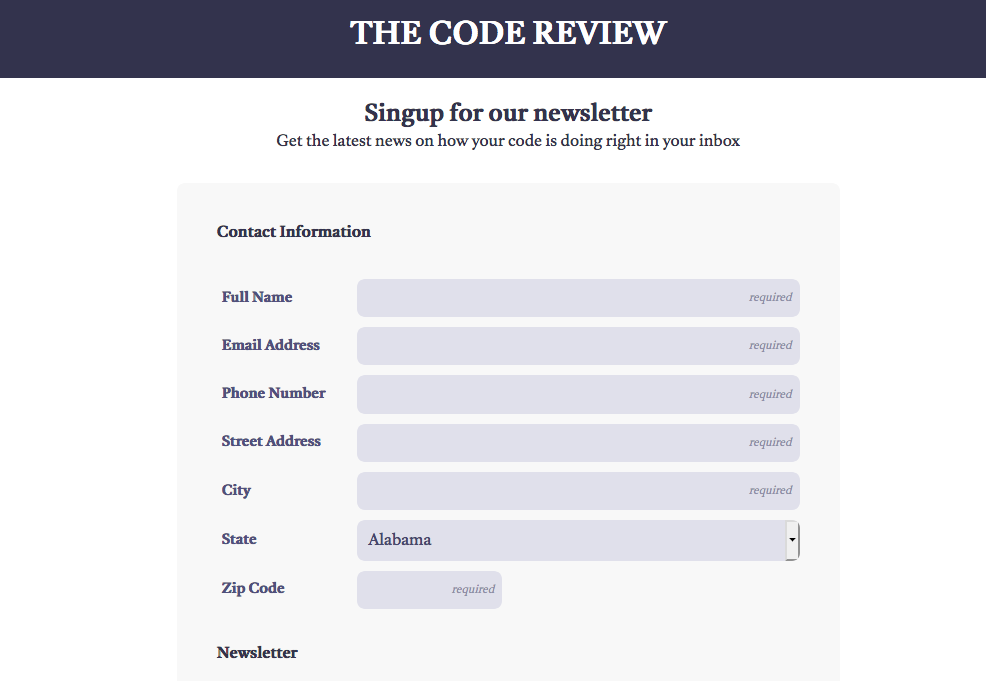 THE CODE REVIEW
Singup for our newsletter
Get the latest news on how your code is doing right in your inbox
Contact Information
Full Name required
Email Address required
Phone Number required
Street Address required
City required
State Alabama
Zip Code required
Newsletter